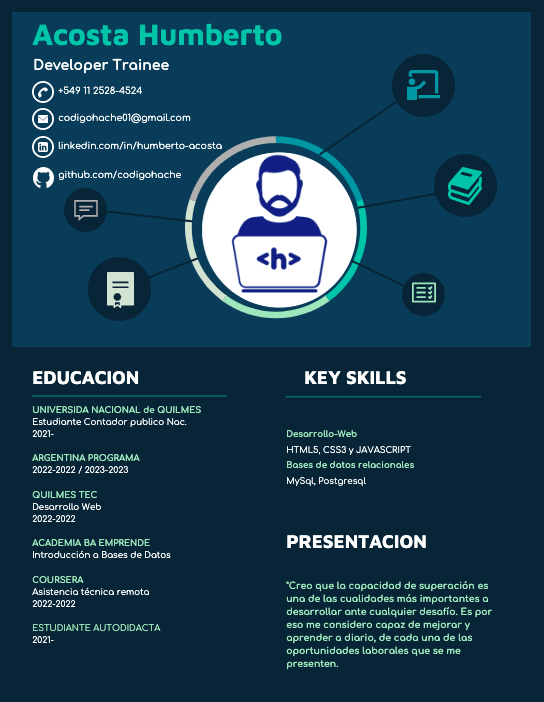 Acosta Humberto
Developer Trainee
+549 11 2528-4524
codigohache01@gmail.com
linkedin.com/in/humberto-acosta
github.com/codigohache
<h>
EDUCACION
UNIVERSIDA NACIONAL de QUILMES
Estudiante Contador publico Nac.
2021-
ARGENTINA PROGRAMA
2022-2022 / 2023-2023
QUILMES TEC
Desarrollo Web
2022-2022
ACADEMIA BA EMPRENDE
Introducción a Bases de Datos
COURSERA
Asistencia técnica remota
2022-2022
ESTUDIANTE AUTODIDACTA
2021-
KEY SKILLS
Desarrollo-Web
HTML5, CSS3 y JAVASCRIPT
Bases de datos relacionales
MySql, Postgresql
PRESENTACION
"Creo que la capacidad de superación es
una de las cualidades más importantes a
desarrollar ante cualquier desafío. Es por
eso me considero capaz de mejorar y
aprender a diario, de cada una de las
oportunidades laborales que se me
presenten.